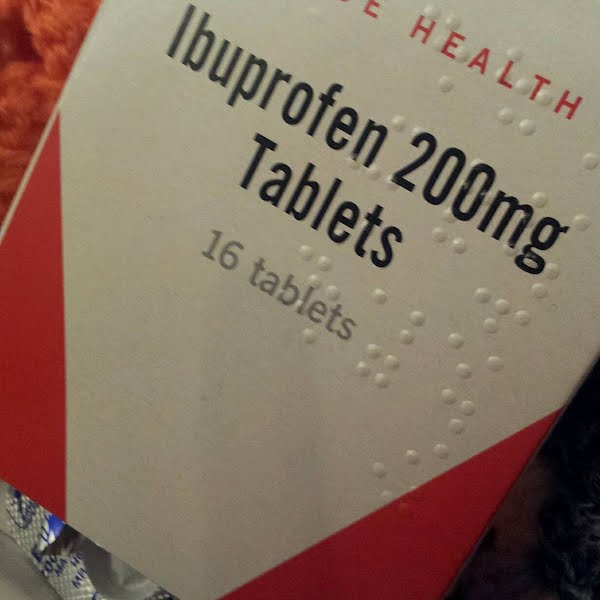 HEALTH
Ibuprofen 200mg
Tablets
16 tablets